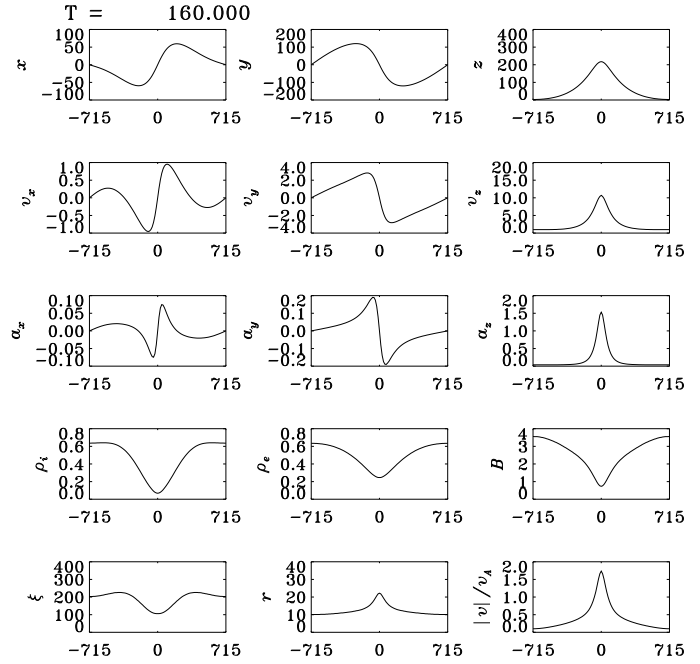 T = 160.000
100
50
0
−50
−100
x
−715 0 715
200
100
0
−100
−200
y
−715 0 715
400
300
200
100
0
z
−715 0 715
1.0
0.5
0.0
−0.5
−1.0
v_x
−715 0 715
4.0
2.0
0.0
−2.0
−4.0
v_y
−715 0 715
20.0
15.0
10.0
5.0
0.0
v_z
−715 0 715
0.10
0.05
0.00
−0.05
−0.10
a_x
−715 0 715
0.2
0.1
0.0
−0.1
−0.2
a_y
−715 0 715
2.0
1.5
1.0
0.5
0.0
a_z
−715 0 715
0.8
0.6
0.4
0.2
0.0
ρ_i
−715 0 715
0.8
0.6
0.4
0.2
0.0
ρ_e
−715 0 715
4
3
2
1
0
B
−715 0 715
400
300
200
100
0
ξ
−715 0 715
40
30
20
10
0
r
−715 0 715
2.0
1.5
1.0
0.5
0.0
|v|/v_A
−715 0 715